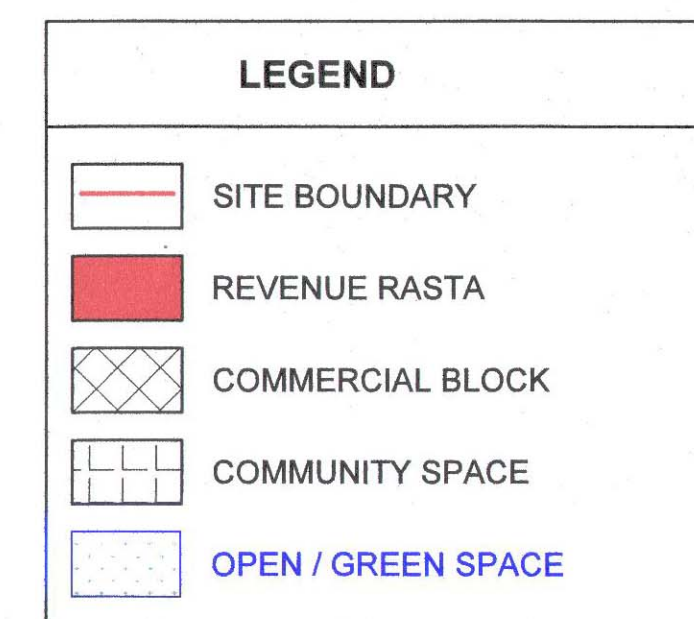 LEGEND
SITE BOUNDARY
REVENUE RASTA
COMMERCIAL BLOCK
COMMUNITY SPACE
OPEN / GREEN SPACE